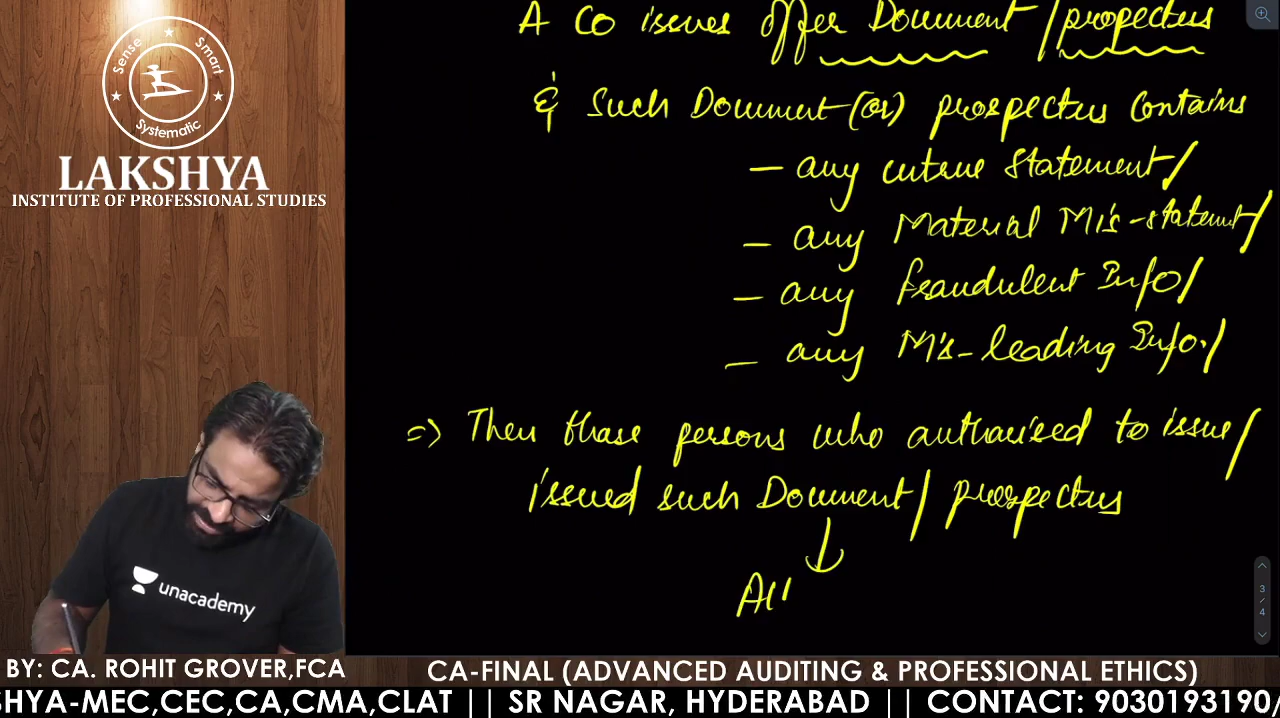 Sense
Smart
Systematic
LAKSHYA
INSTITUTE OF PROFESSIONAL STUDIES
A Co issues offer Document / prospectus
& such Document (or) prospectus contains
- any untrue statement/
- any Material Mis-statement/
- any fraudulent Info/
- any Mis-leading Info./
=> Then those persons who authorised to issue/
issued such Document / prospectus
All
unacademy
3
/
4
BY: CA. ROHIT GROVER,FCA
CA-FINAL (ADVANCED AUDITING & PROFESSIONAL ETHICS)
SHYA-MEC,CEC,CA,CMA,CLAT || SR NAGAR, HYDERABAD || CONTACT: 9030193190/